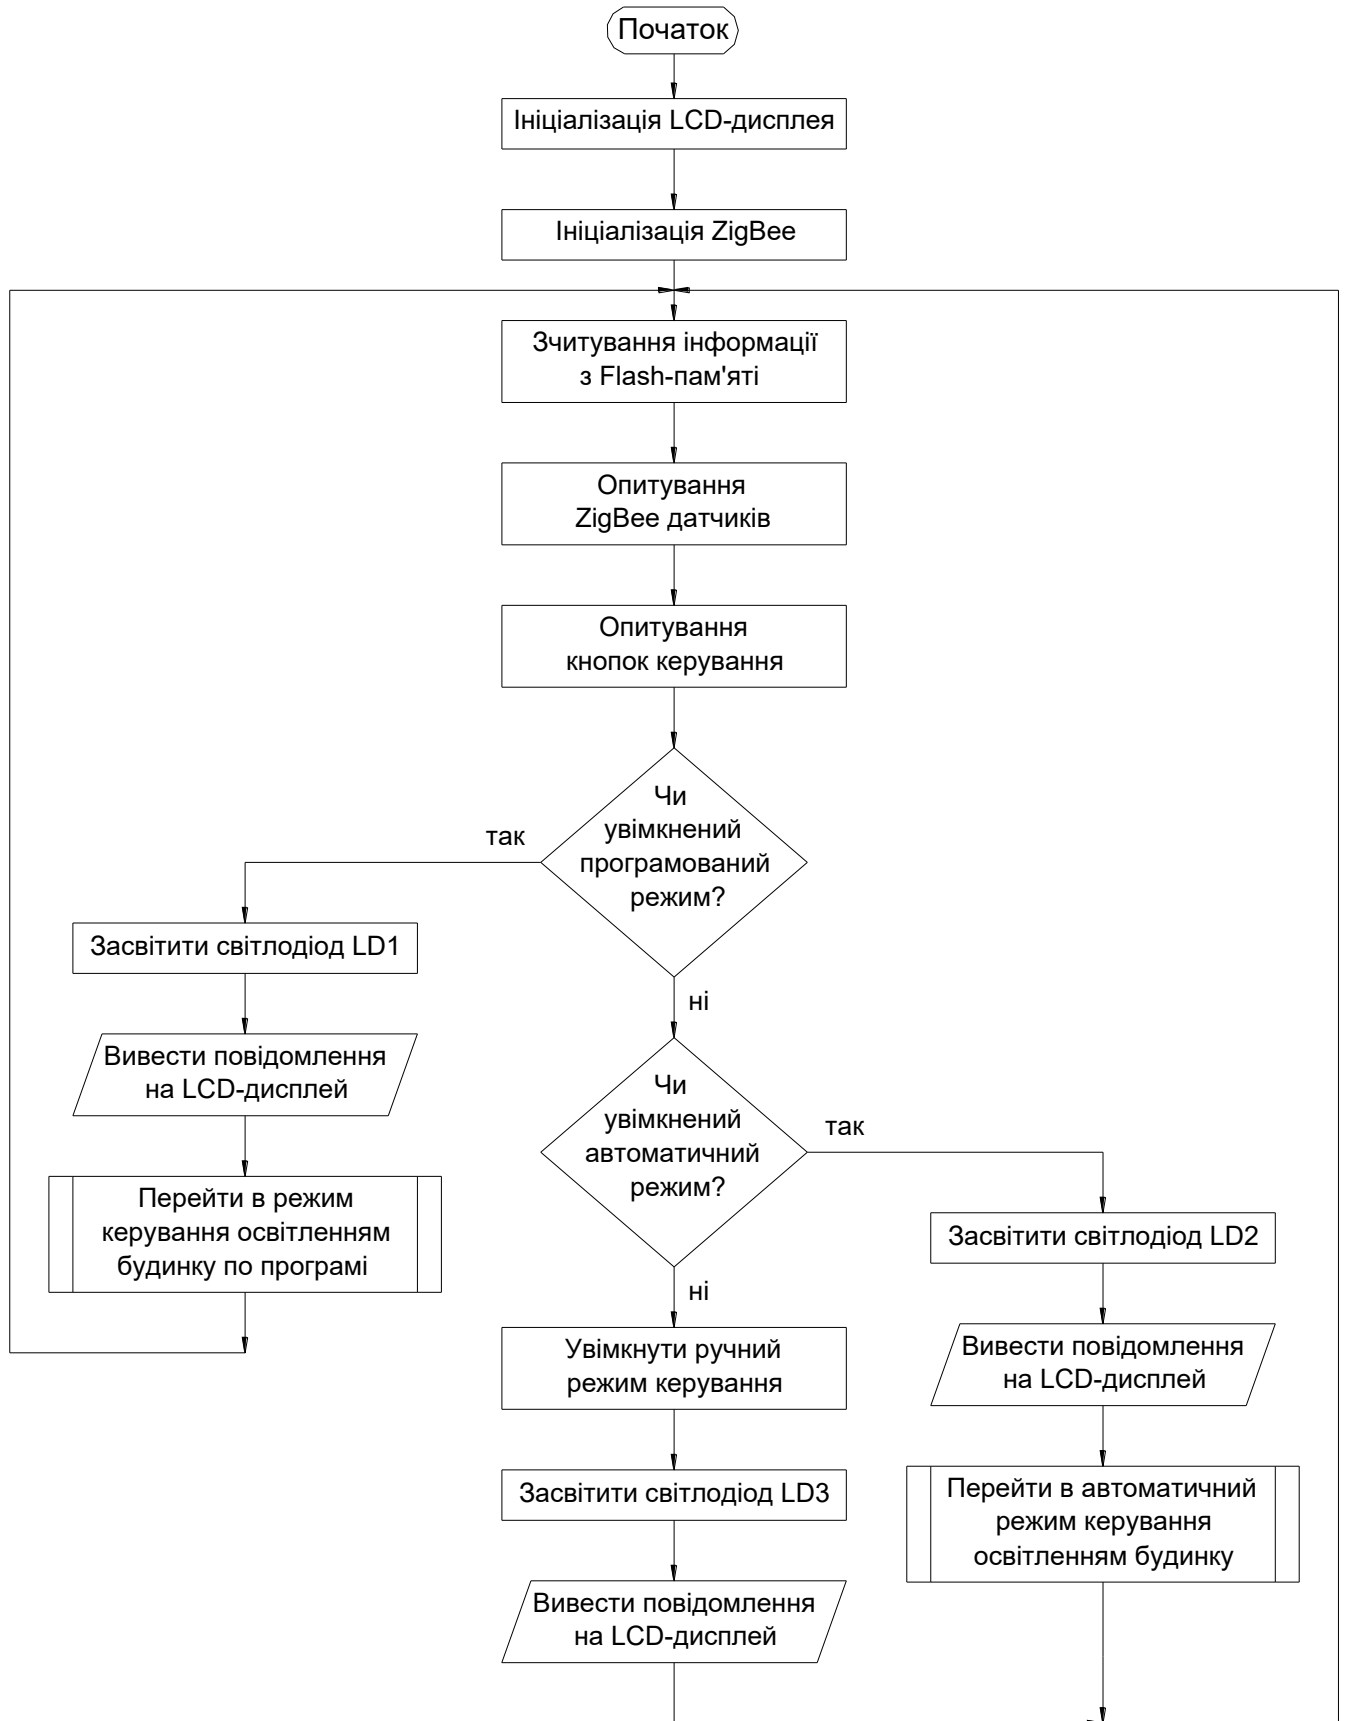 Початок
Ініціалізація LCD-дисплея
Ініціалізація ZigBee
Зчитування інформації
з Flash-пам'яті
Опитування
ZigBee датчиків
Опитування
кнопок керування
Чи
увімкнений
програмований
режим?
так
Засвітити світлодіод LD1
Вивести повідомлення
на LCD-дисплей
Перейти в режим
керування освітленням
будинку по програмі
ні
Чи
увімкнений
автоматичний
режим?
так
Засвітити світлодіод LD2
Вивести повідомлення
на LCD-дисплей
Перейти в автоматичний
режим керування
освітленням будинку
ні
Увімкнути ручний
режим керування
Засвітити світлодіод LD3
Вивести повідомлення
на LCD-дисплей